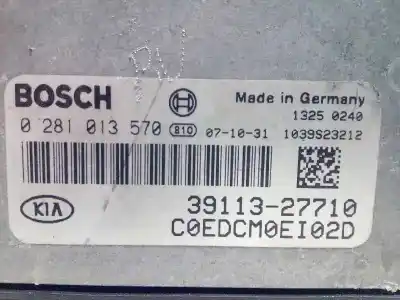 BOSCH
Made in Germany
1325 0240
0 281 013 570 810 07-10-31 1039S23212
KIA
39113-27710
C0EDCM0EI02D